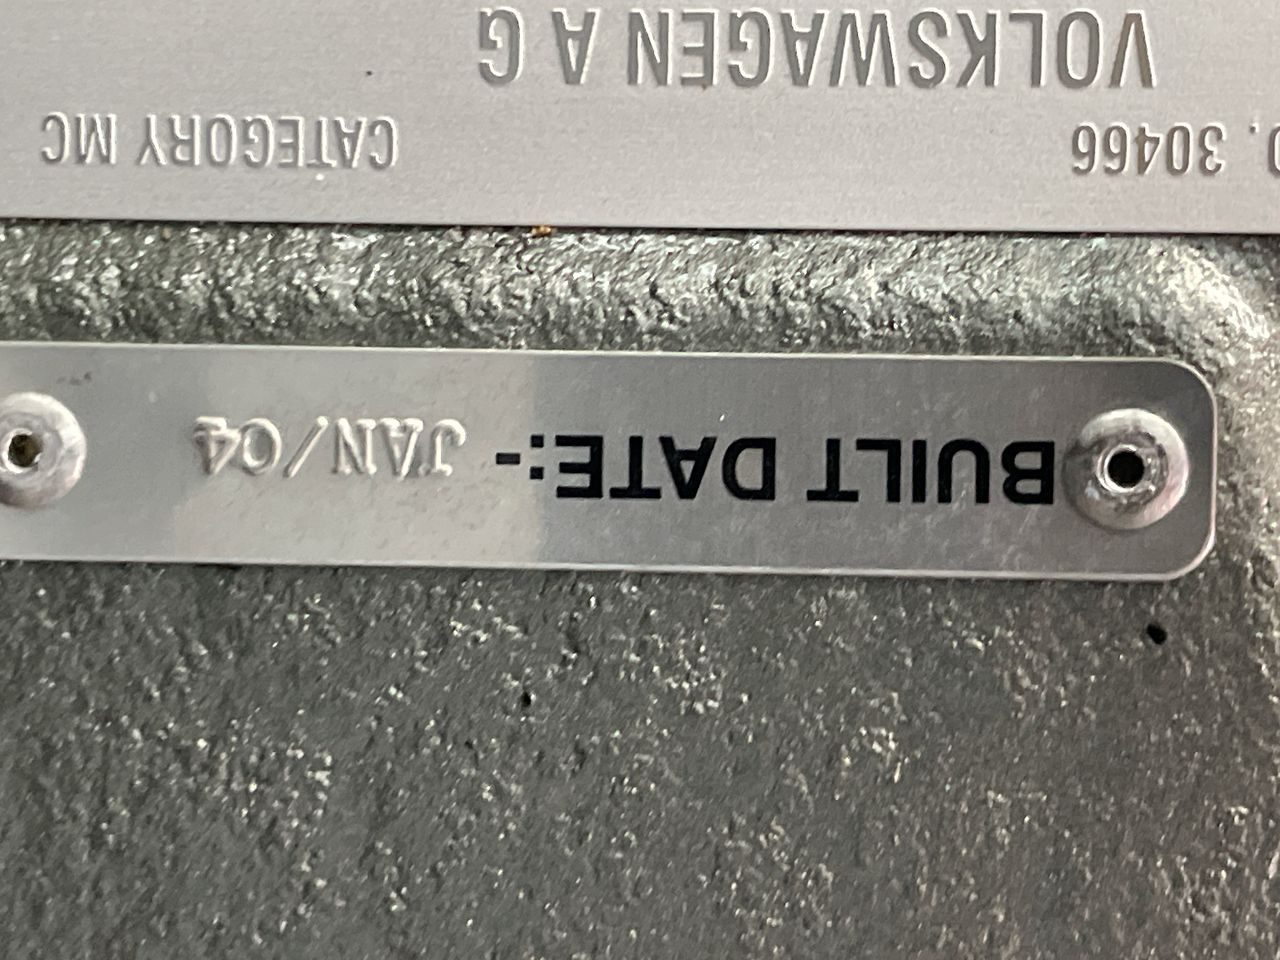 BUILT DATE:- JAN/04
30466 CATEGORY MC
VOLKSWAGEN A G